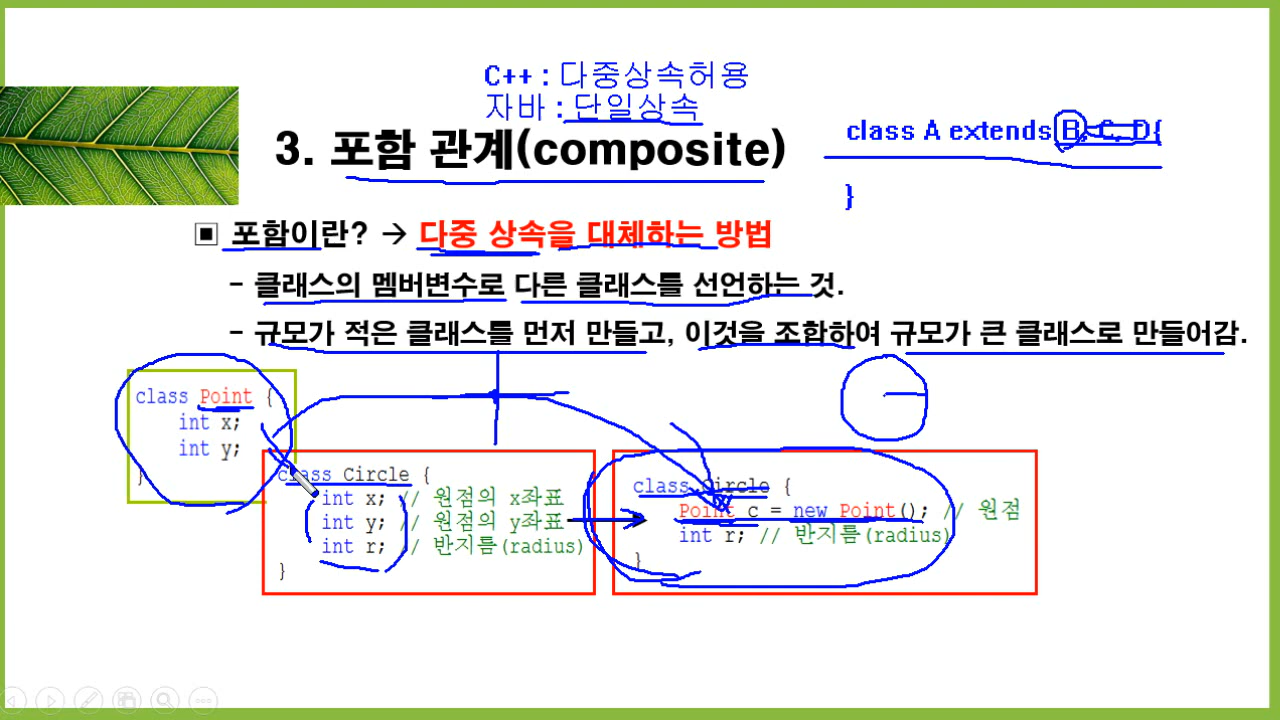 C++ : 다중상속허용
자바 : 단일상속
class A extends B, C, D{
}
3. 포함 관계(composite)
▣ 포함이란? → 다중 상속을 대체하는 방법
- 클래스의 멤버변수로 다른 클래스를 선언하는 것.
- 규모가 적은 클래스를 먼저 만들고, 이것을 조합하여 규모가 큰 클래스로 만들어감.
class Point {
int x;
int y;
}
class Circle {
int x; // 원점의 x좌표
int y; // 원점의 y좌표
int r; // 반지름(radius)
}
class Circle {
Point c = new Point(); // 원점
int r; // 반지름(radius)
}